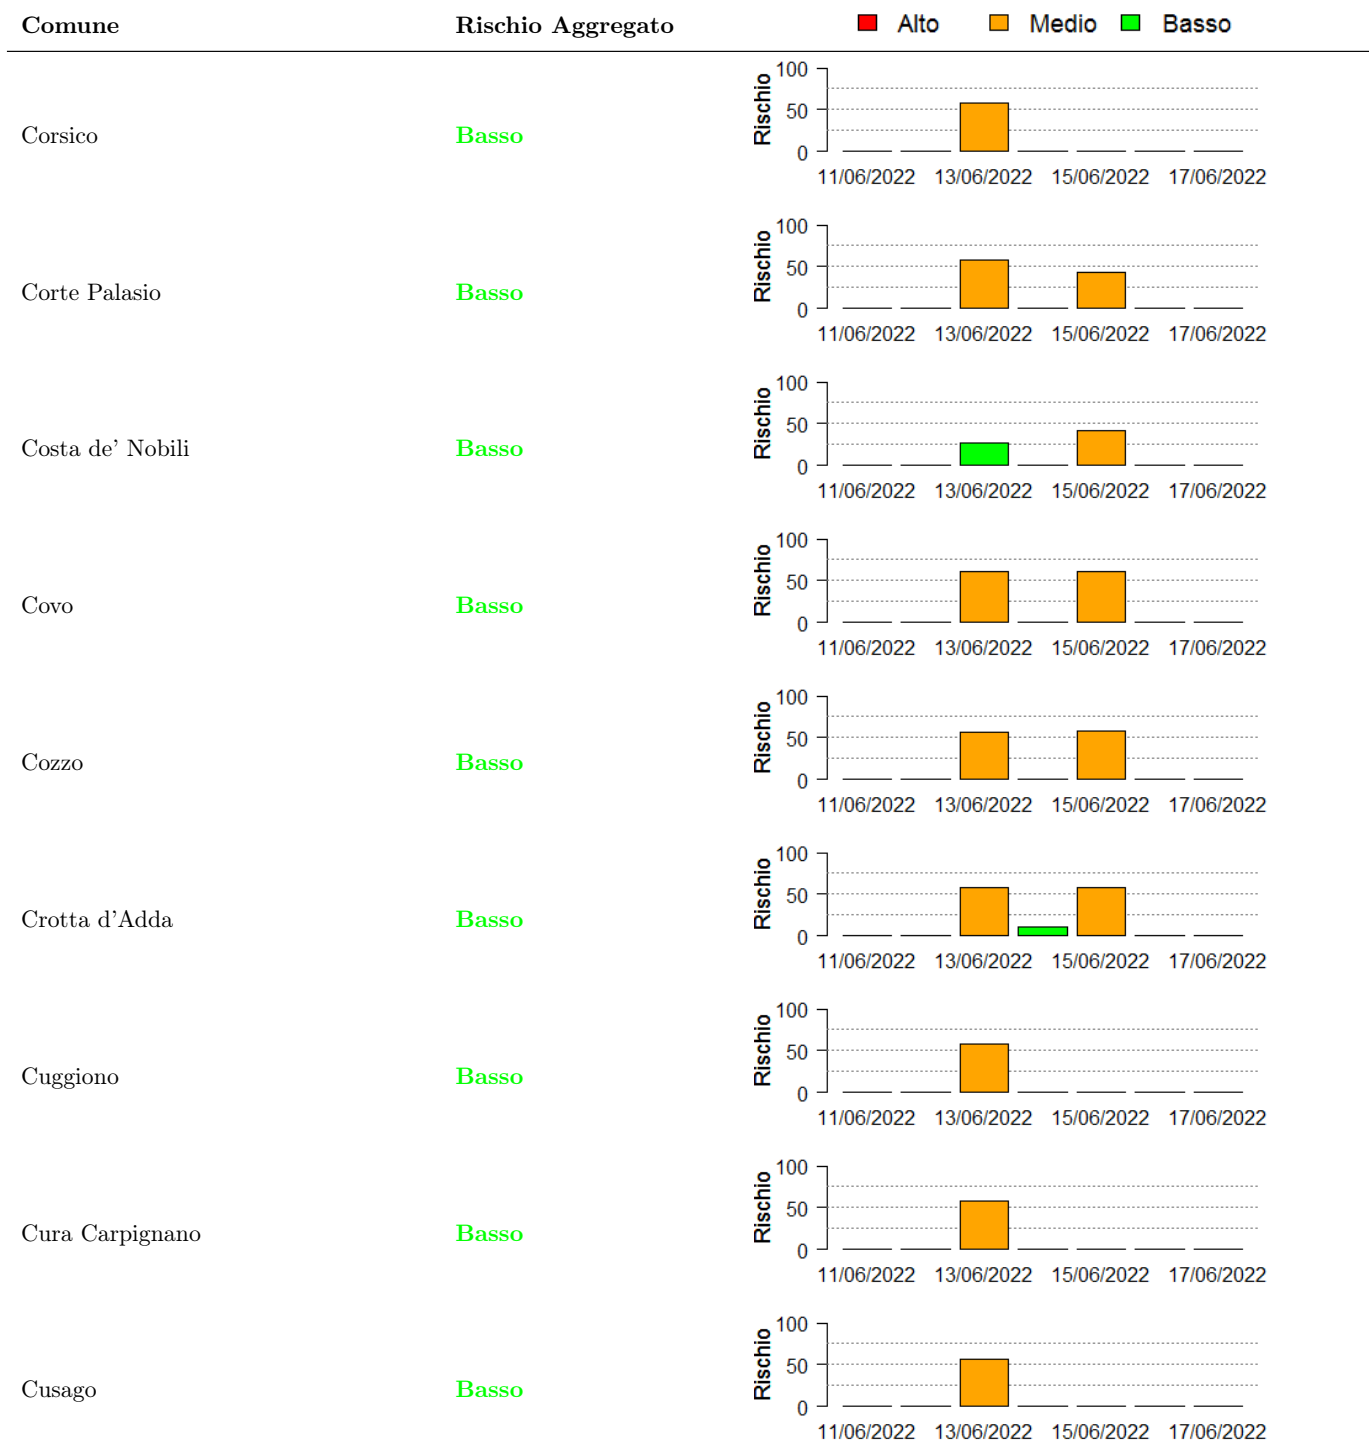 Comune Rischio Aggregato Alto Medio Basso
100
50
0
Rischio
Corsico Basso
11/06/2022 13/06/2022 15/06/2022 17/06/2022
100
50
0
Rischio
Corte Palasio Basso
11/06/2022 13/06/2022 15/06/2022 17/06/2022
100
50
0
Rischio
Costa de’ Nobili Basso
11/06/2022 13/06/2022 15/06/2022 17/06/2022
100
50
0
Rischio
Covo Basso
11/06/2022 13/06/2022 15/06/2022 17/06/2022
100
50
0
Rischio
Cozzo Basso
11/06/2022 13/06/2022 15/06/2022 17/06/2022
100
50
0
Rischio
Crotta d’Adda Basso
11/06/2022 13/06/2022 15/06/2022 17/06/2022
100
50
0
Rischio
Cuggiono Basso
11/06/2022 13/06/2022 15/06/2022 17/06/2022
100
50
0
Rischio
Cura Carpignano Basso
11/06/2022 13/06/2022 15/06/2022 17/06/2022
100
50
0
Rischio
Cusago Basso
11/06/2022 13/06/2022 15/06/2022 17/06/2022